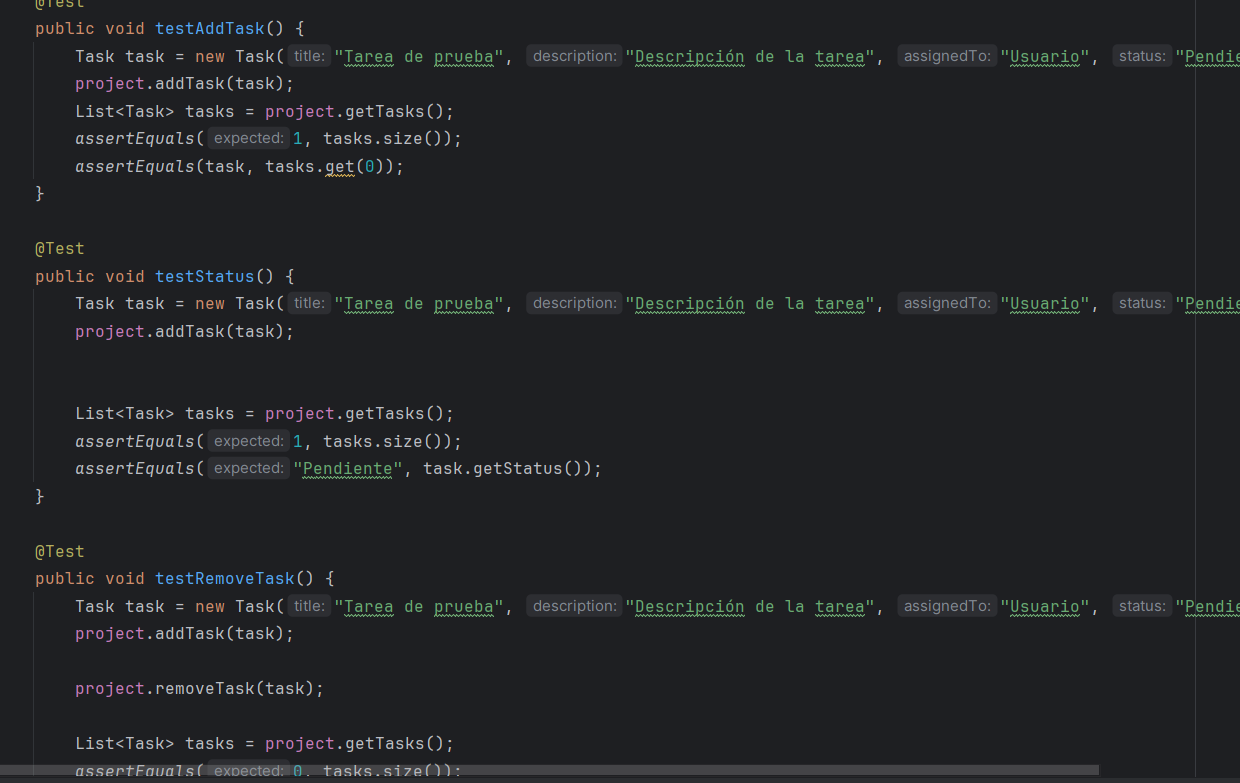 @Test
public void testAddTask() {
Task task = new Task( title: "Tarea de prueba", description: "Descripción de la tarea", assignedTo: "Usuario", status: "Pendie
project.addTask(task);
List<Task> tasks = project.getTasks();
assertEquals( expected: 1, tasks.size());
assertEquals(task, tasks.get(0));
}
@Test
public void testStatus() {
Task task = new Task( title: "Tarea de prueba", description: "Descripción de la tarea", assignedTo: "Usuario", status: "Pendie
project.addTask(task);
List<Task> tasks = project.getTasks();
assertEquals( expected: 1, tasks.size());
assertEquals( expected: "Pendiente", task.getStatus());
}
@Test
public void testRemoveTask() {
Task task = new Task( title: "Tarea de prueba", description: "Descripción de la tarea", assignedTo: "Usuario", status: "Pendie
project.addTask(task);
project.removeTask(task);
List<Task> tasks = project.getTasks();
assertEquals( expected: 0, tasks.size());